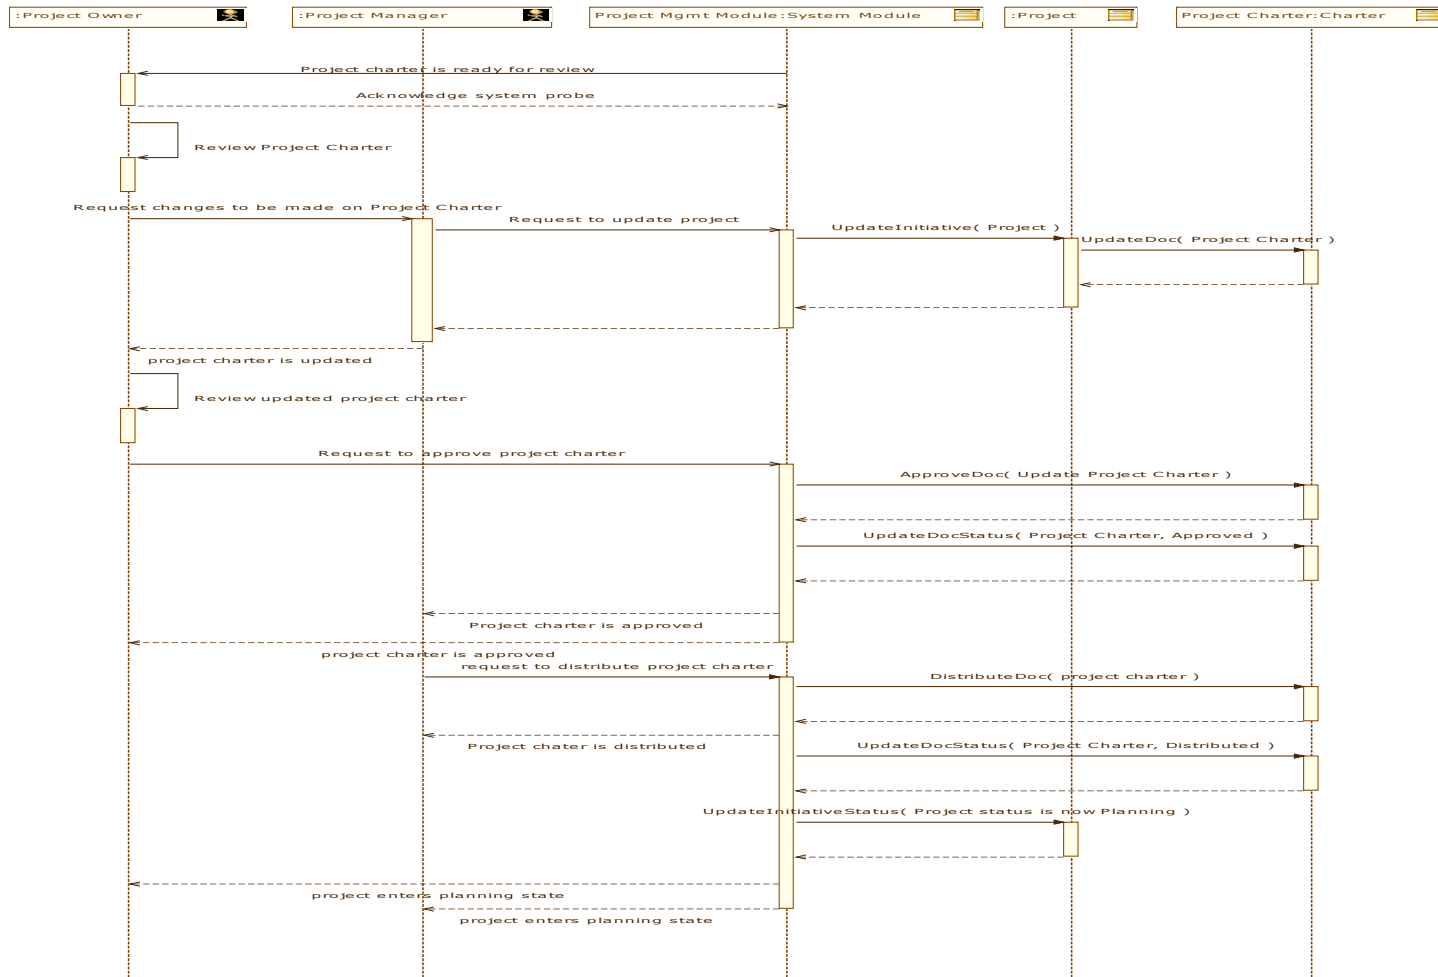 :Project Owner
:Project Manager
Project Mgmt Module:System Module
:Project
Project Charter:Charter
Project charter is ready for review
Acknowledge system probe
Review Project Charter
Request changes to be made on Project Charter
Request to update project
UpdateInitiative( Project )
UpdateDoc( Project Charter )
project charter is updated
Review updated project charter
Request to approve project charter
ApproveDoc( Update Project Charter )
UpdateDocStatus( Project Charter, Approved )
Project charter is approved
project charter is approved
request to distribute project charter
DistributeDoc( project charter )
Project chater is distributed
UpdateDocStatus( Project Charter, Distributed )
UpdateInitiativeStatus( Project status is now Planning )
project enters planning state
project enters planning state